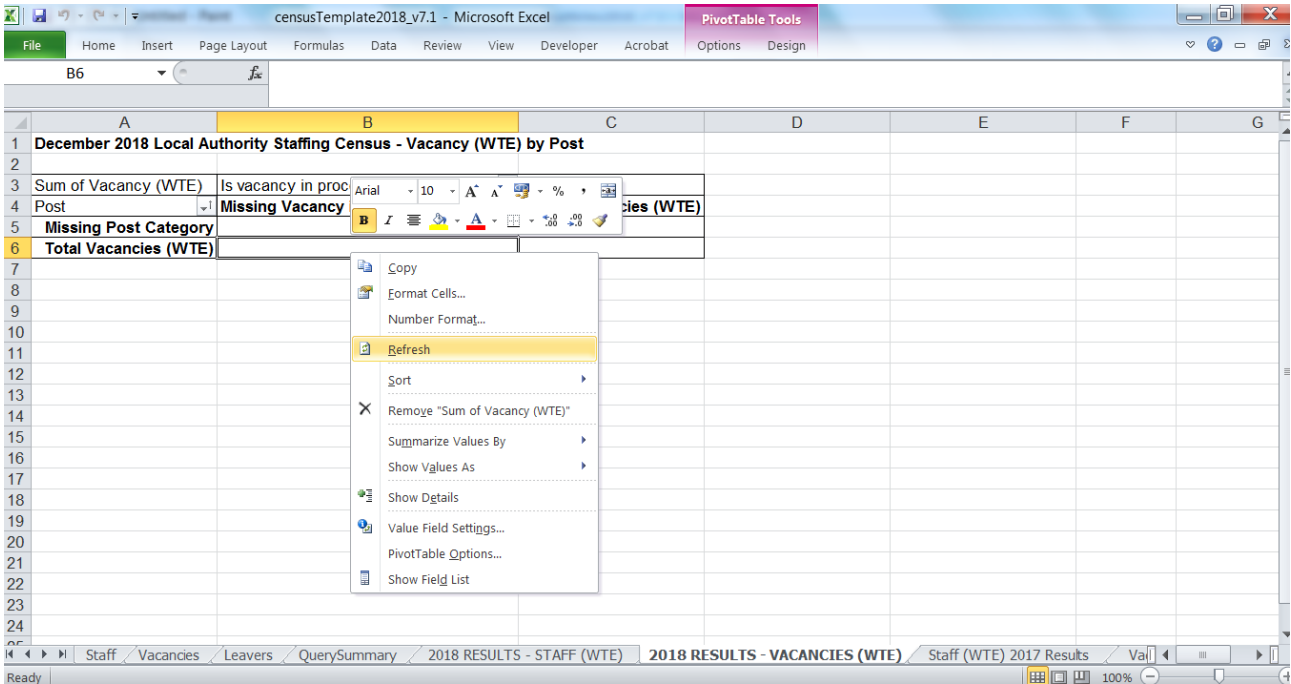 censusTemplate2018_v7.1 - Microsoft Excel
PivotTable Tools
File Home Insert Page Layout Formulas Data Review View Developer Acrobat Options Design
B6 fx
A B C D E F G
1 December 2018 Local Authority Staffing Census - Vacancy (WTE) by Post
2
3 Sum of Vacancy (WTE) Is vacancy in proc
Arial 10 A A % ,
4 Post Missing Vacancy cies (WTE)
B I A .00 .00
5 Missing Post Category
6 Total Vacancies (WTE)
7
8
9
10
11
12
13
14
15
16
17
18
19
20
21
22
23
24
Copy
Format Cells...
Number Format...
Refresh
Sort
Remove "Sum of Vacancy (WTE)"
Summarize Values By
Show Values As
Show Details
Value Field Settings...
PivotTable Options...
Show Field List
Staff Vacancies Leavers QuerySummary 2018 RESULTS - STAFF (WTE) 2018 RESULTS - VACANCIES (WTE) Staff (WTE) 2017 Results Va
Ready 100%